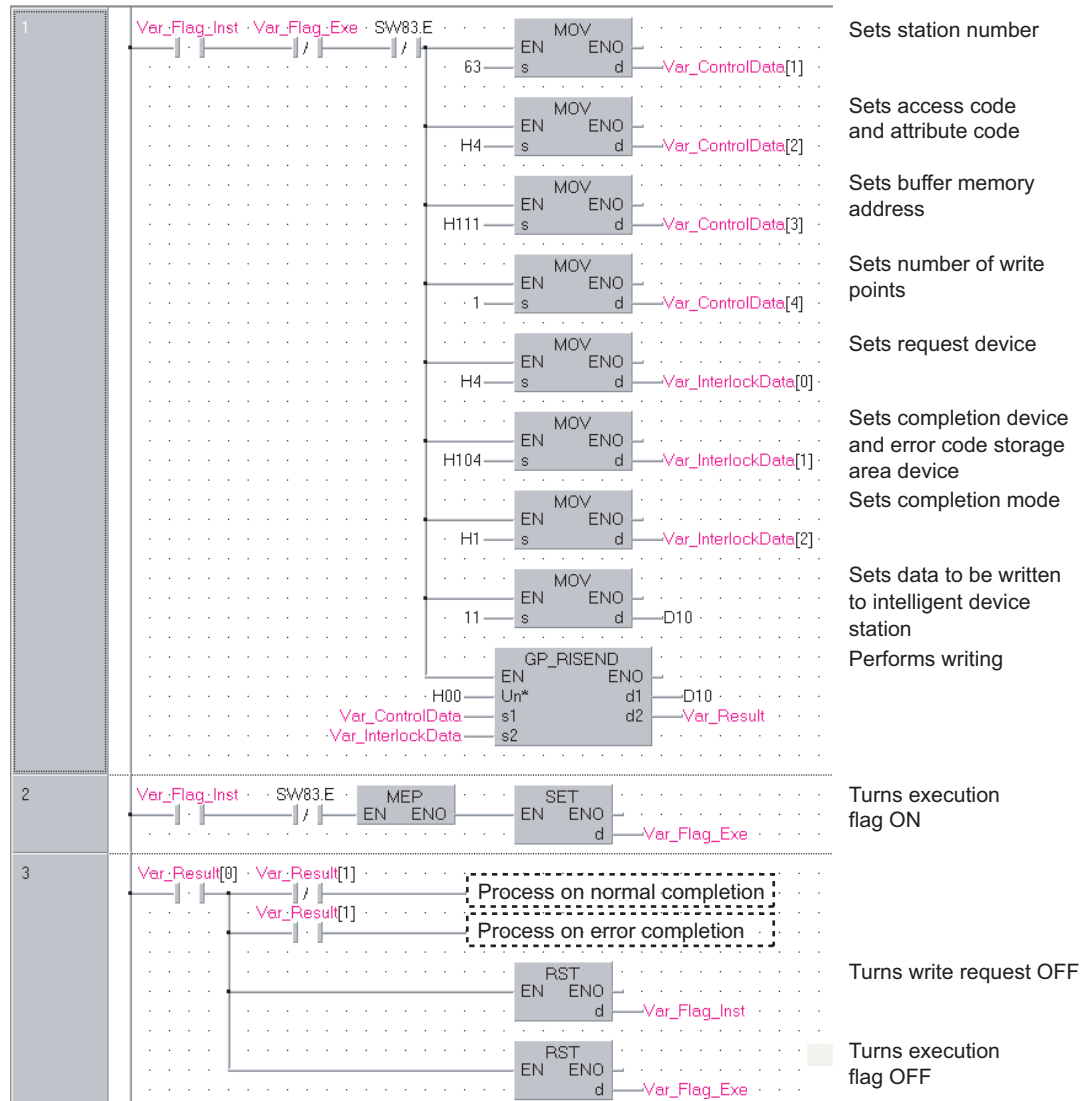 1
Var_Flag_Inst Var_Flag_Exe SW83.E
MOV
EN ENO
63 s d Var_ControlData[1]
Sets station number
MOV
EN ENO
H4 s d Var_ControlData[2]
Sets access code
and attribute code
MOV
EN ENO
H111 s d Var_ControlData[3]
Sets buffer memory
address
MOV
EN ENO
1 s d Var_ControlData[4]
Sets number of write
points
MOV
EN ENO
H4 s d Var_InterlockData[0]
Sets request device
MOV
EN ENO
H104 s d Var_InterlockData[1]
Sets completion device
and error code storage
area device
MOV
EN ENO
H1 s d Var_InterlockData[2]
Sets completion mode
MOV
EN ENO
11 s d D10
Sets data to be written
to intelligent device
station
GP_RISEND
EN ENO
H00 Un* d1 D10
Var_ControlData s1 d2 Var_Result
Var_InterlockData s2
Performs writing
2
Var_Flag_Inst SW83.E
MEP
EN ENO
SET
EN ENO
d Var_Flag_Exe
Turns execution
flag ON
3
Var_Result[0] Var_Result[1]
Process on normal completion
Var_Result[1]
Process on error completion
RST
EN ENO
d Var_Flag_Inst
Turns write request OFF
RST
EN ENO
d Var_Flag_Exe
Turns execution
flag OFF